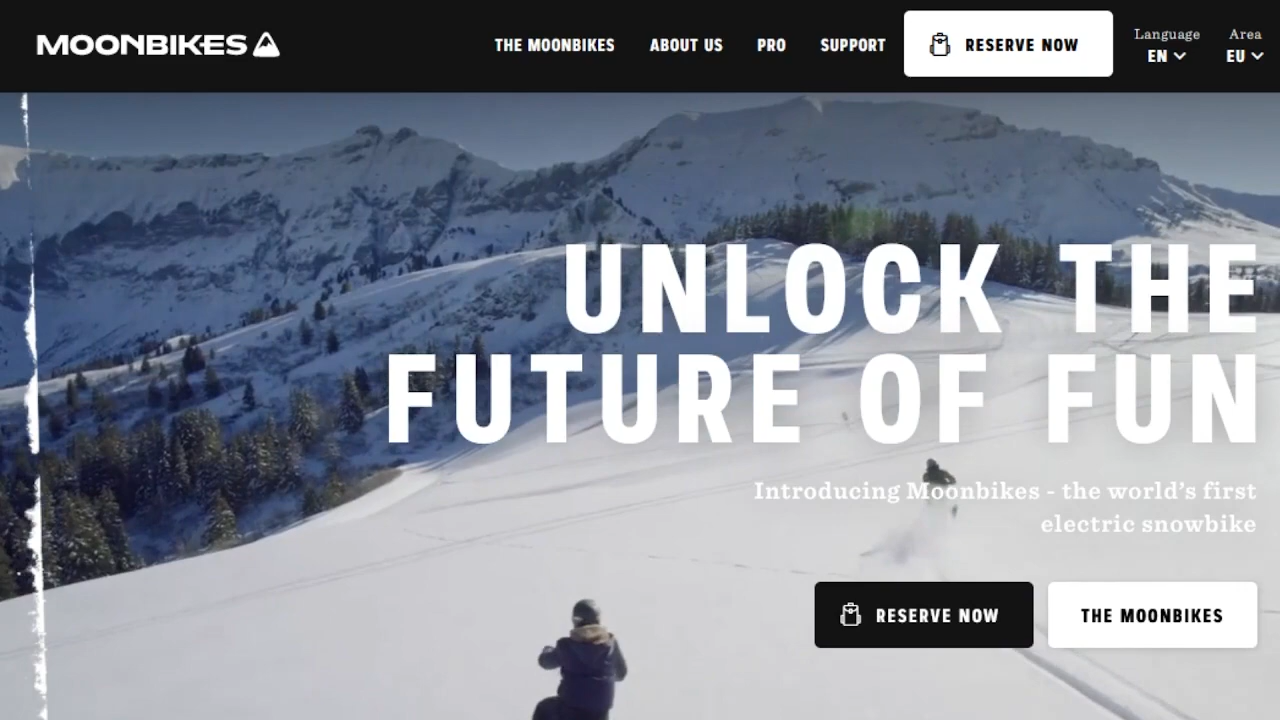 MOONBIKES
THE MOONBIKES
ABOUT US
PRO
SUPPORT
RESERVE NOW
Language
EN
Area
EU
UNLOCK THE
FUTURE OF FUN
Introducing Moonbikes - the world’s first
electric snowbike
RESERVE NOW
THE MOONBIKES